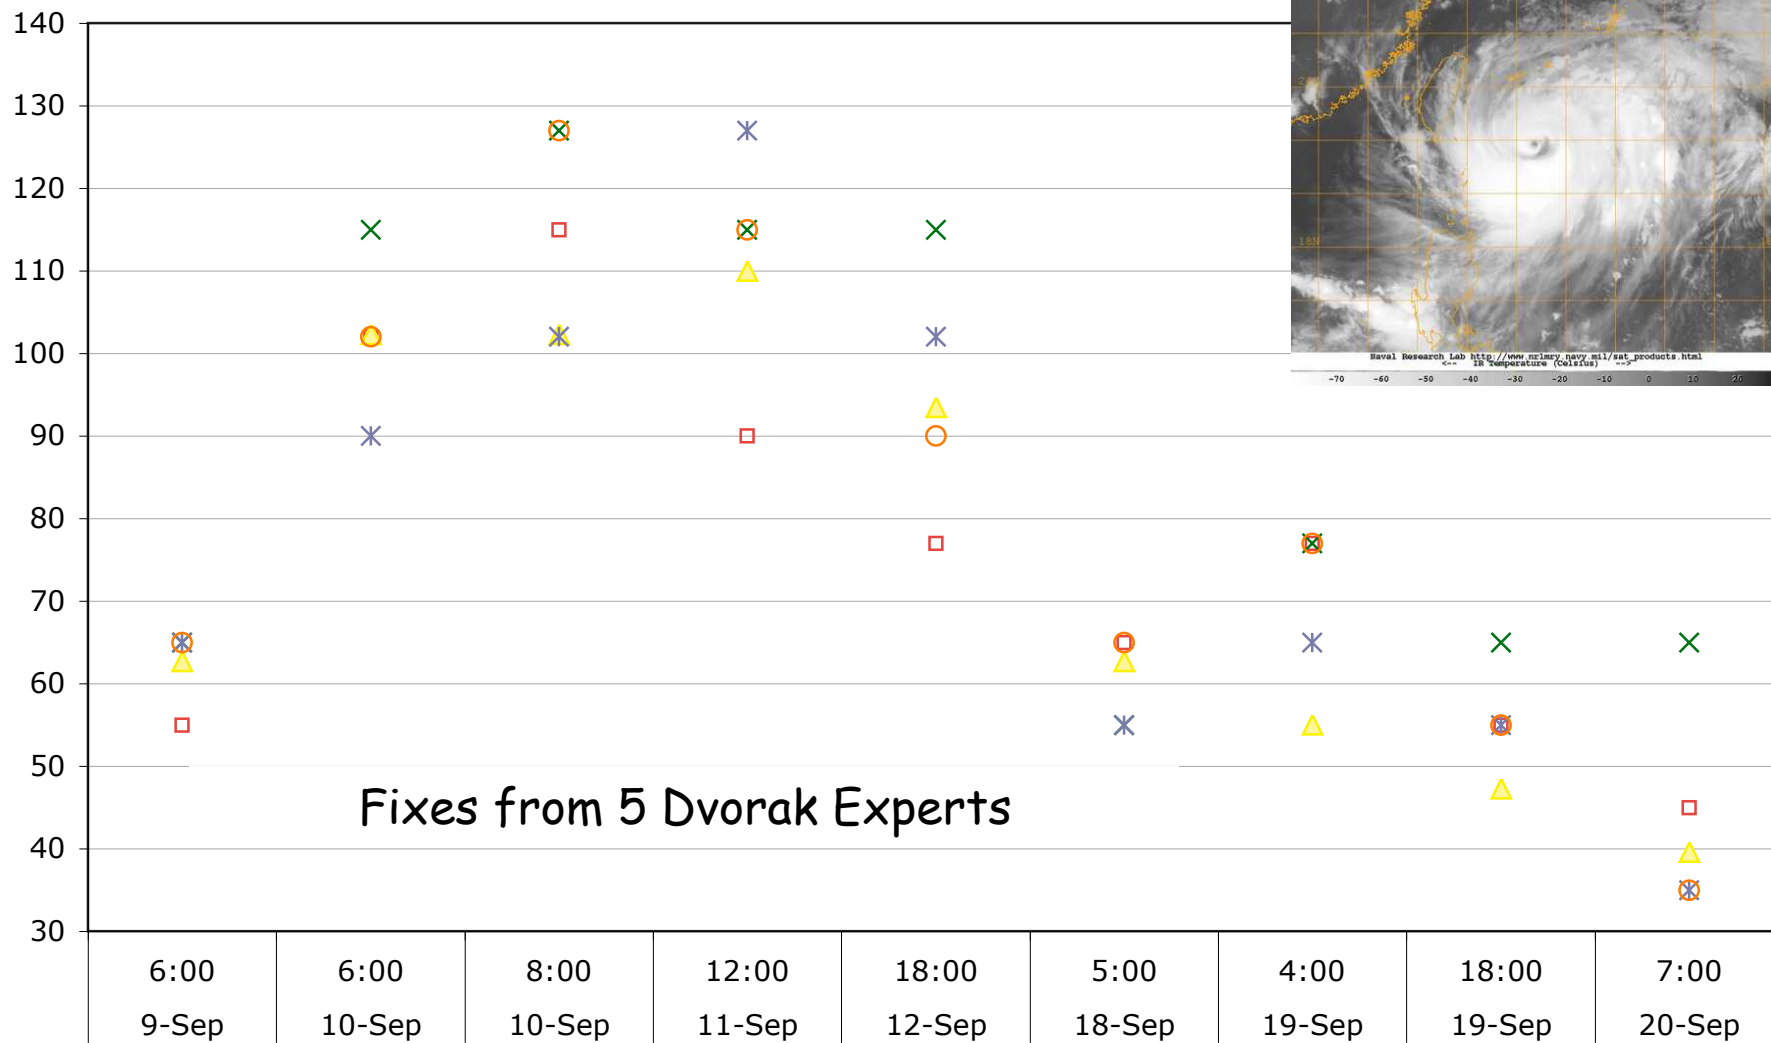 140
130
120
110
100
90
80
70
60
50
40
30
Fixes from 5 Dvorak Experts
6:00 6:00 8:00 12:00 18:00 5:00 4:00 18:00 7:00
9-Sep 10-Sep 10-Sep 11-Sep 12-Sep 18-Sep 19-Sep 19-Sep 20-Sep
18N
Naval Research Lab http://www.nrlmry.navy.mil/sat_products.html
<-- IR Temperature (Celsius) -->
-70 -60 -50 -40 -30 -20 -10 0 10 20